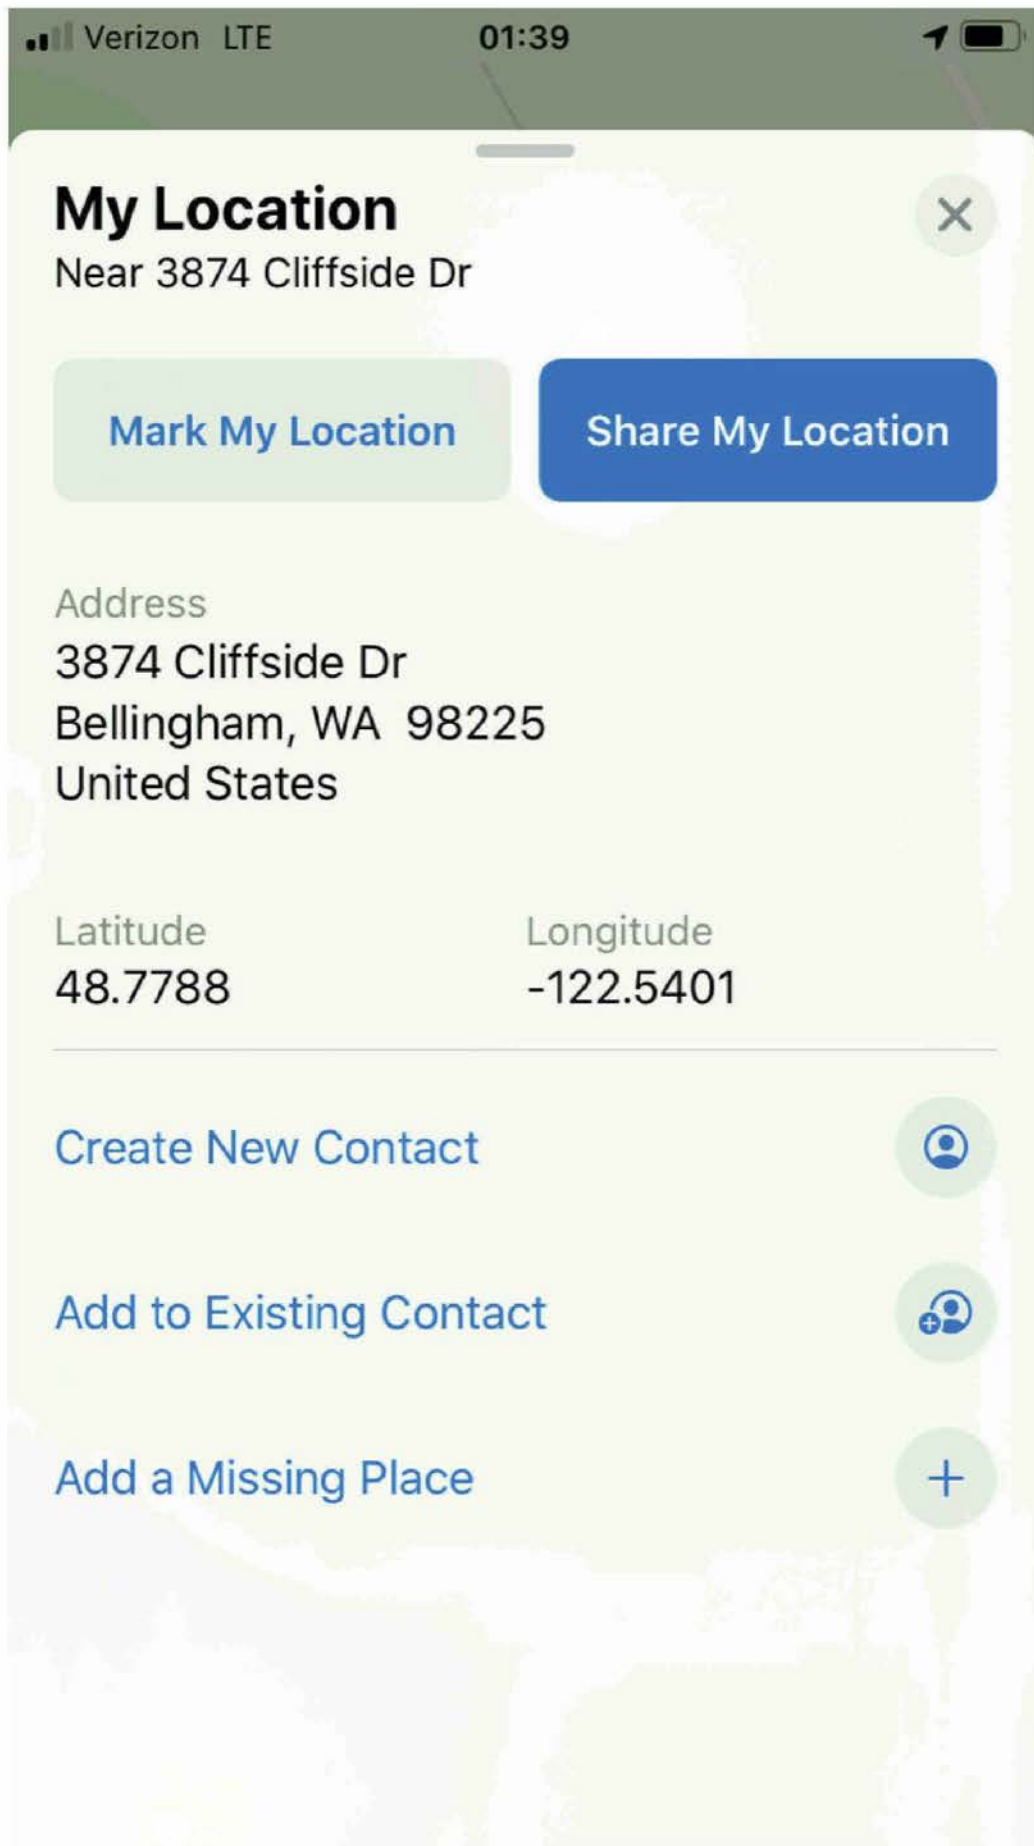 Verizon LTE 01:39
My Location
Near 3874 Cliffside Dr
Mark My Location Share My Location
Address
3874 Cliffside Dr
Bellingham, WA 98225
United States
Latitude Longitude
48.7788 -122.5401
Create New Contact
Add to Existing Contact
Add a Missing Place